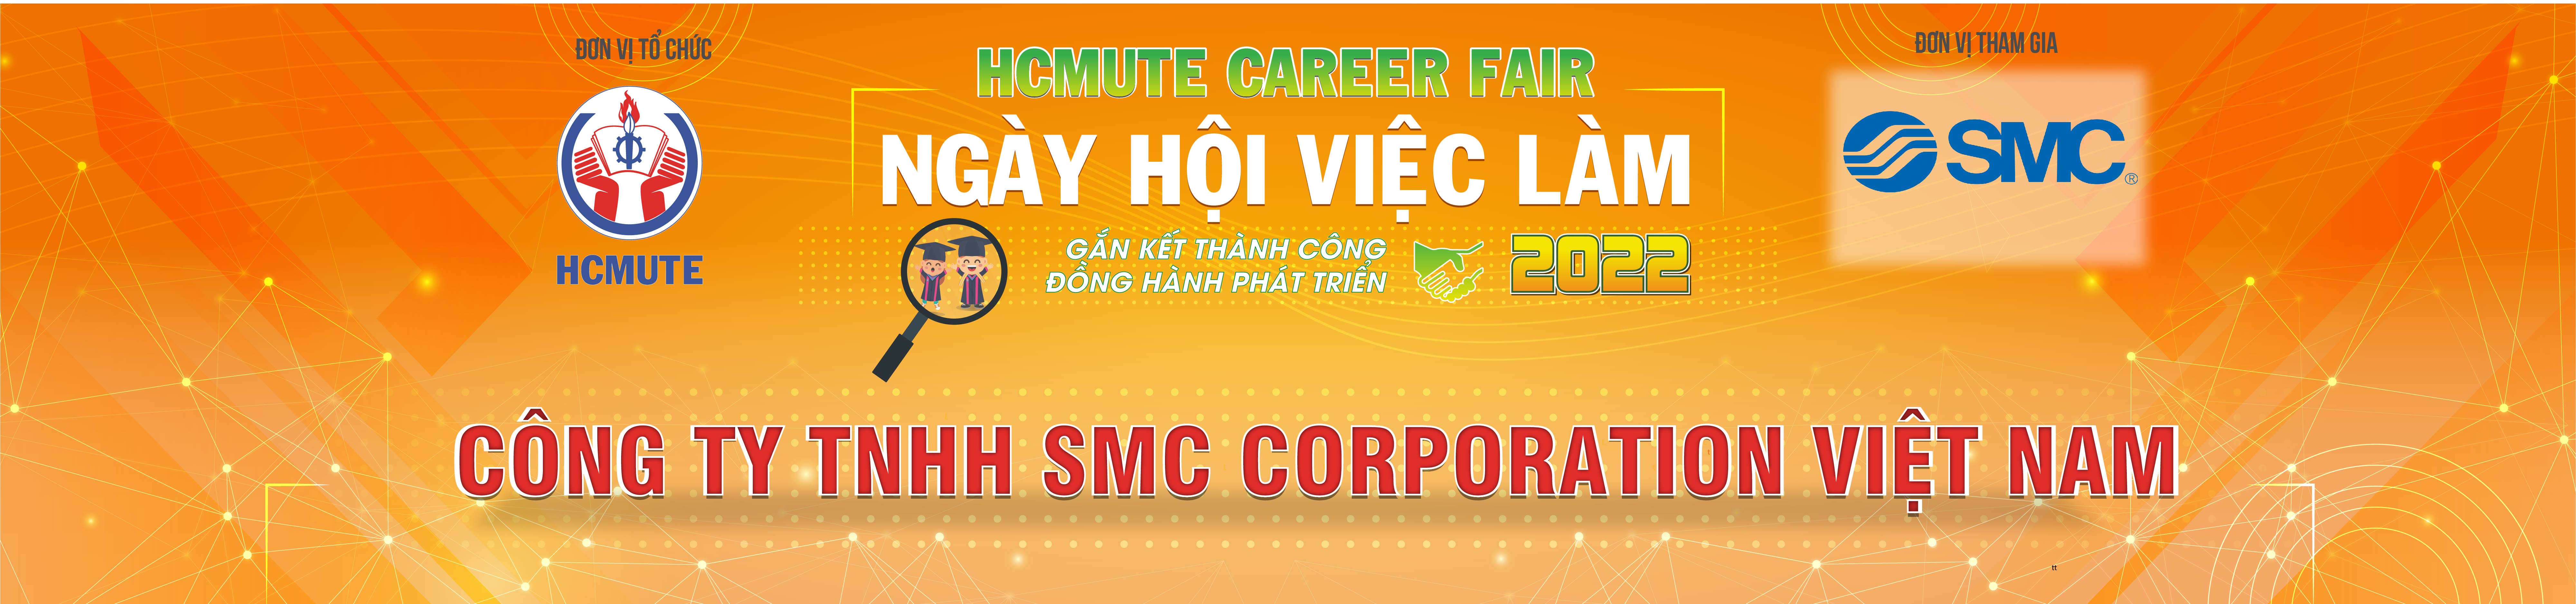 ĐƠN VỊ TỔ CHỨC
HCMUTE
HCMUTE CAREER FAIR
NGÀY HỘI VIỆC LÀM
GẮN KẾT THÀNH CÔNG
ĐỒNG HÀNH PHÁT TRIỂN
2022
ĐƠN VỊ THAM GIA
SMC®
CÔNG TY TNHH SMC CORPORATION VIỆT NAM
tt